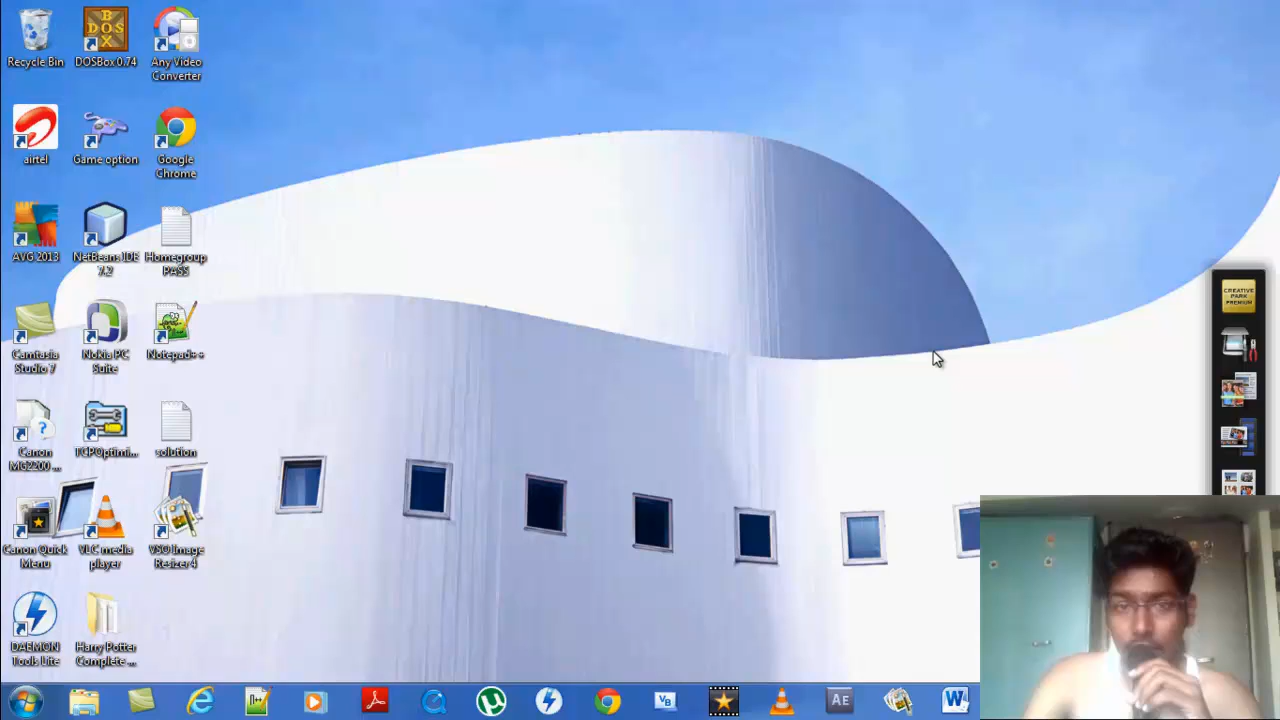 Recycle Bin
B
DOS
X
DOSBox 0.74
Any Video
Converter
airtel
Game option
Google
Chrome
AVG 2013
NetBeans IDE
7.2
Homegroup
PASS
Camtasia
Studio 7
Nokia PC
Suite
Notepad++
Canon
MG2200 ...
TCPOptimi...
solution
Canon Quick
Menu
VLC media
player
VSO Image
Resizer 4
DAEMON
Tools Lite
Harry Potter
Complete ...
CREATIVE
PARK
PREMIUM
VB
AE
W